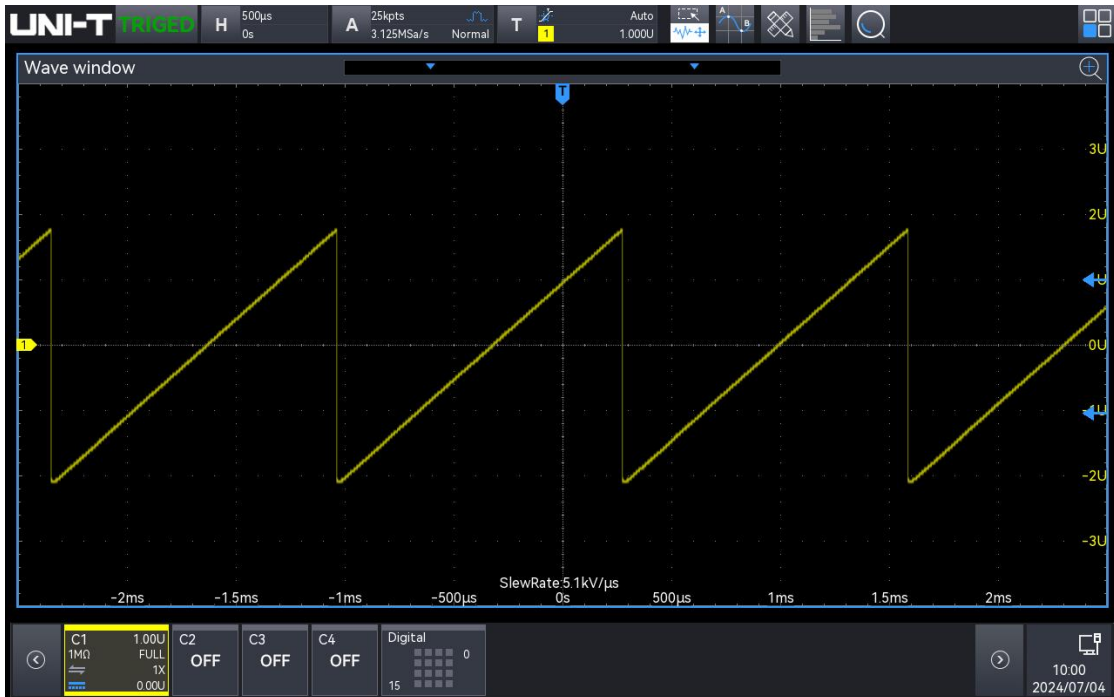 UNI-T TRIGED H 500μs 0s A 25kpts 3.125MSa/s Normal T 1 Auto 1.000U A B
Wave window
T
3U
2U
U
1
0U
-1U
-2U
-3U
SlewRate:5.1kV/μs
-2ms -1.5ms -1ms -500μs 0s 500μs 1ms 1.5ms 2ms
C1 1.00U
1MΩ FULL
1X
0.00U
C2
OFF
C3
OFF
C4
OFF
Digital
0
15
10:00
2024/07/04